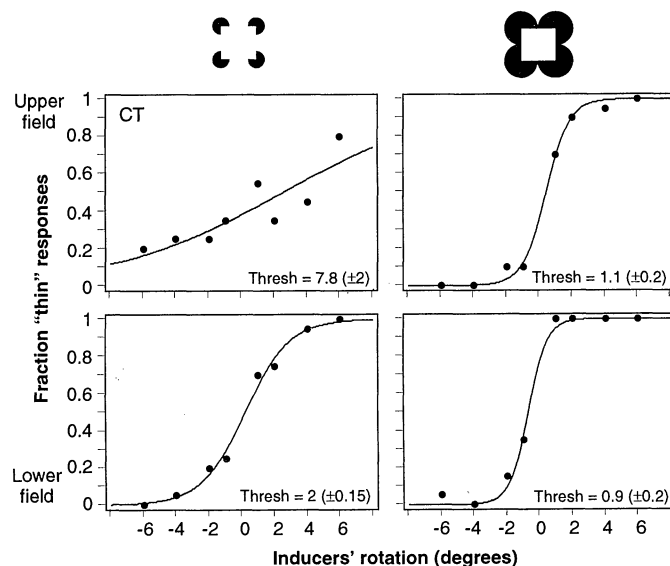 Upper
field
Fraction "thin" responses
Lower
field
CT
1
0.8
0.6
0.4
0.2
0
Thresh = 7.8 (±2)
Thresh = 1.1 (±0.2)
1
0.8
0.6
0.4
0.2
0
Thresh = 2 (±0.15)
Thresh = 0.9 (±0.2)
-6 -4 -2 0 2 4 6
-6 -4 -2 0 2 4 6
Inducers' rotation (degrees)